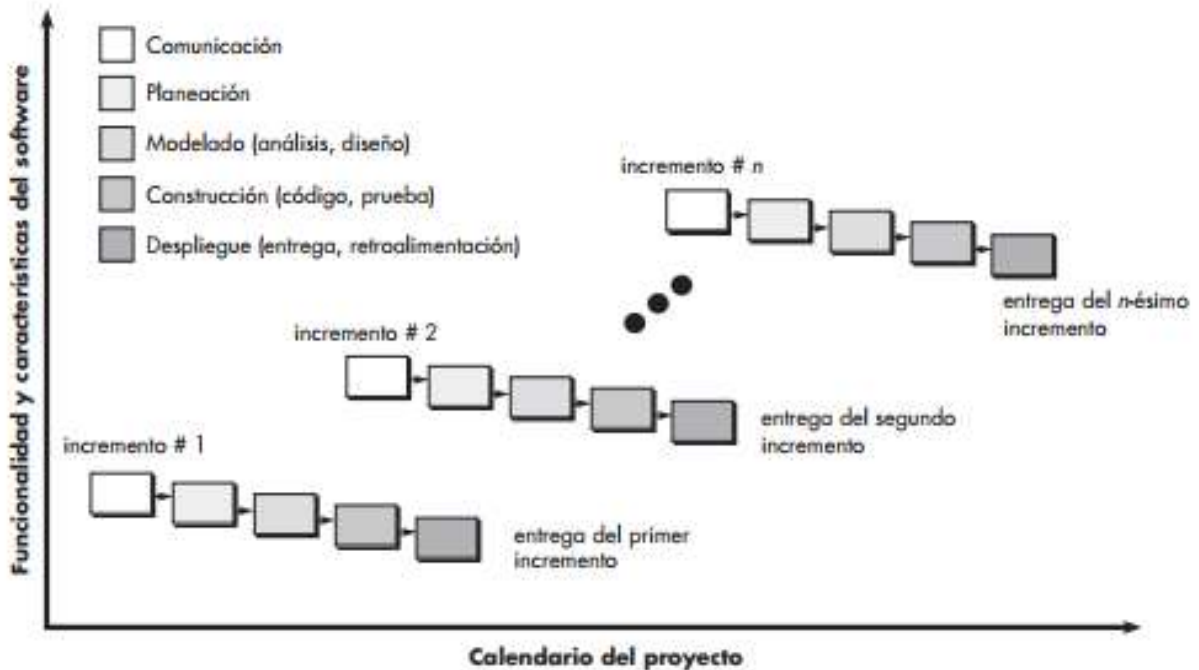 Funcionalidad y características del software
Comunicación
Planeación
Modelado (análisis, diseño)
Construcción (código, prueba)
Despliegue (entrega, retroalimentación)
incremento # n
entrega del n-ésimo
incremento
incremento # 2
entrega del segundo
incremento
incremento # 1
entrega del primer
incremento
Calendario del proyecto